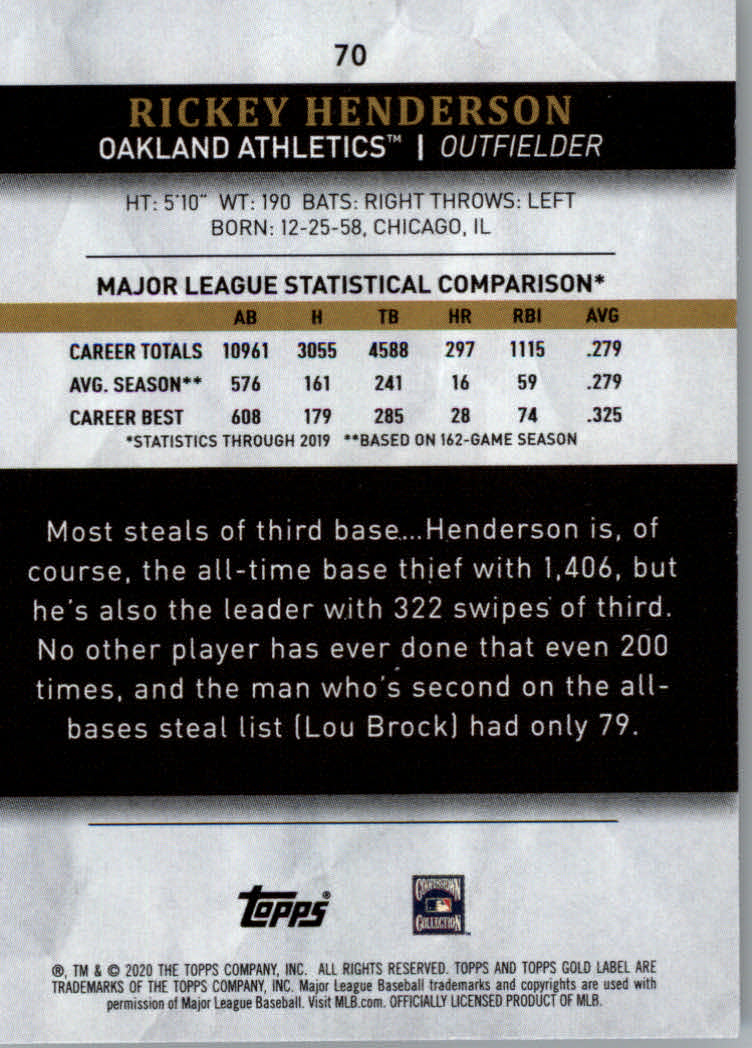 70
RICKEY HENDERSON
OAKLAND ATHLETICS™ | OUTFIELDER
HT: 5'10" WT: 190 BATS: RIGHT THROWS: LEFT
BORN: 12-25-58, CHICAGO, IL
MAJOR LEAGUE STATISTICAL COMPARISON*
AB H TB HR RBI AVG
CAREER TOTALS 10961 3055 4588 297 1115 .279
AVG. SEASON** 576 161 241 16 59 .279
CAREER BEST 608 179 285 28 74 .325
*STATISTICS THROUGH 2019 **BASED ON 162-GAME SEASON
Most steals of third base...Henderson is, of
course, the all-time base thief with 1,406, but
he's also the leader with 322 swipes of third.
No other player has ever done that even 200
times, and the man who's second on the all-
bases steal list (Lou Brock) had only 79.
Topps®
COOPERSTOWN
COLLECTION™
®, TM & © 2020 THE TOPPS COMPANY, INC. ALL RIGHTS RESERVED. TOPPS AND TOPPS GOLD LABEL ARE
TRADEMARKS OF THE TOPPS COMPANY, INC. Major League Baseball trademarks and copyrights are used with
permission of Major League Baseball. Visit MLB.com. OFFICIALLY LICENSED PRODUCT OF MLB.